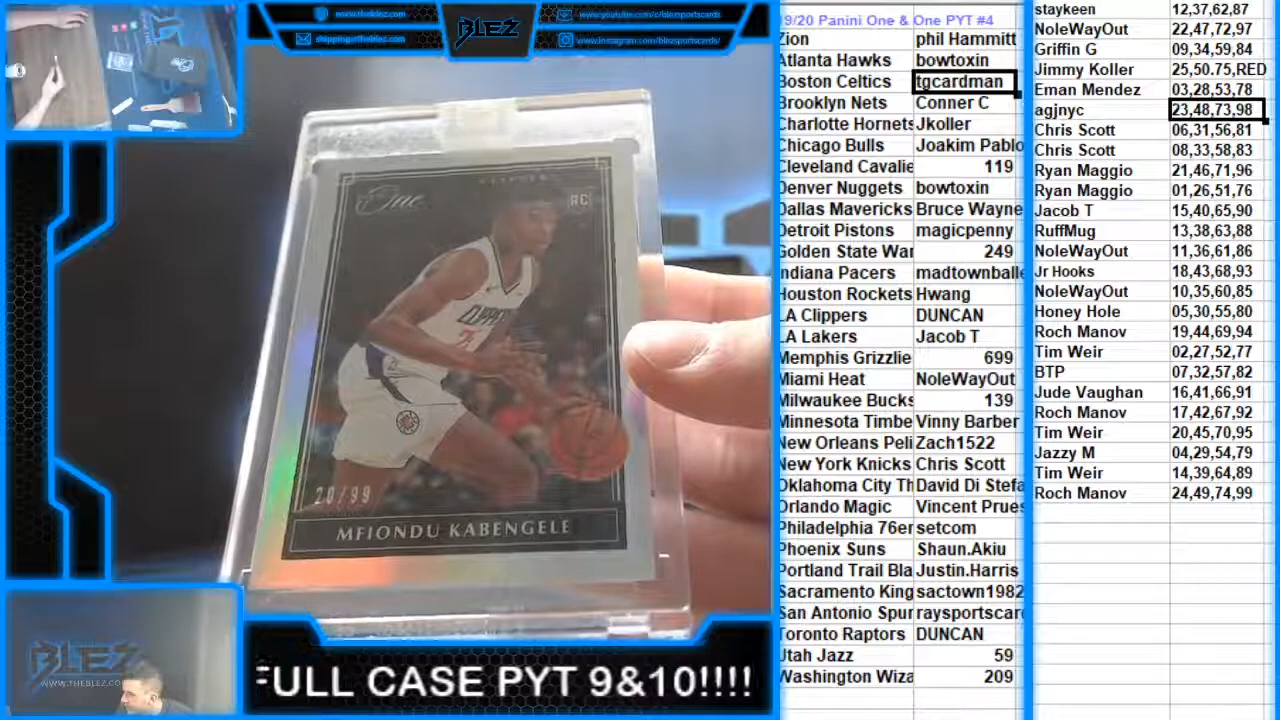 www.theblez.com
shipping@theblez.com
BLEZ
www.youtube.com/c/blezsportscards
www.instagram.com/blezsportscards/
19/20 Panini One & One PYT #4
Zion phil Hammitt
Atlanta Hawks bowtoxin
Boston Celtics tgcardman
Brooklyn Nets Conner C
Charlotte Hornets Jkoller
Chicago Bulls Joakim Pablo
Cleveland Cavalie 119
Denver Nuggets bowtoxin
Dallas Mavericks Bruce Wayne
Detroit Pistons magicpenny
Golden State War 249
Indiana Pacers madtownballe
Houston Rockets Hwang
LA Clippers DUNCAN
LA Lakers Jacob T
Memphis Grizzlie 699
Miami Heat NoleWayOut
Milwaukee Bucks 139
Minnesota Timbe Vinny Barber
New Orleans Peli Zach1522
New York Knicks Chris Scott
Oklahoma City Th David Di Stefa
Orlando Magic Vincent Prues
Philadelphia 76er setcom
Phoenix Suns Shaun.Akiu
Portland Trail Bla Justin.Harris
Sacramento King sactown1982
San Antonio Spur raysportscar
Toronto Raptors DUNCAN
Utah Jazz 59
Washington Wiza 209
staykeen 12,37,62,87
NoleWayOut 22,47,72,97
Griffin G 09,34,59,84
Jimmy Koller 25,50.75,RED
Eman Mendez 03,28,53,78
agjnyc 23,48,73,98
Chris Scott 06,31,56,81
Chris Scott 08,33,58,83
Ryan Maggio 21,46,71,96
Ryan Maggio 01,26,51,76
Jacob T 15,40,65,90
RuffMug 13,38,63,88
NoleWayOut 11,36,61,86
Jr Hooks 18,43,68,93
NoleWayOut 10,35,60,85
Honey Hole 05,30,55,80
Roch Manov 19,44,69,94
Tim Weir 02,27,52,77
BTP 07,32,57,82
Jude Vaughan 16,41,66,91
Roch Manov 17,42,67,92
Tim Weir 20,45,70,95
Jazzy M 04,29,54,79
Tim Weir 14,39,64,89
Roch Manov 24,49,74,99
One
RC
20/99
MFIONDU KABENGELE
BLEZ
FULL CASE PYT 9&10!!!!